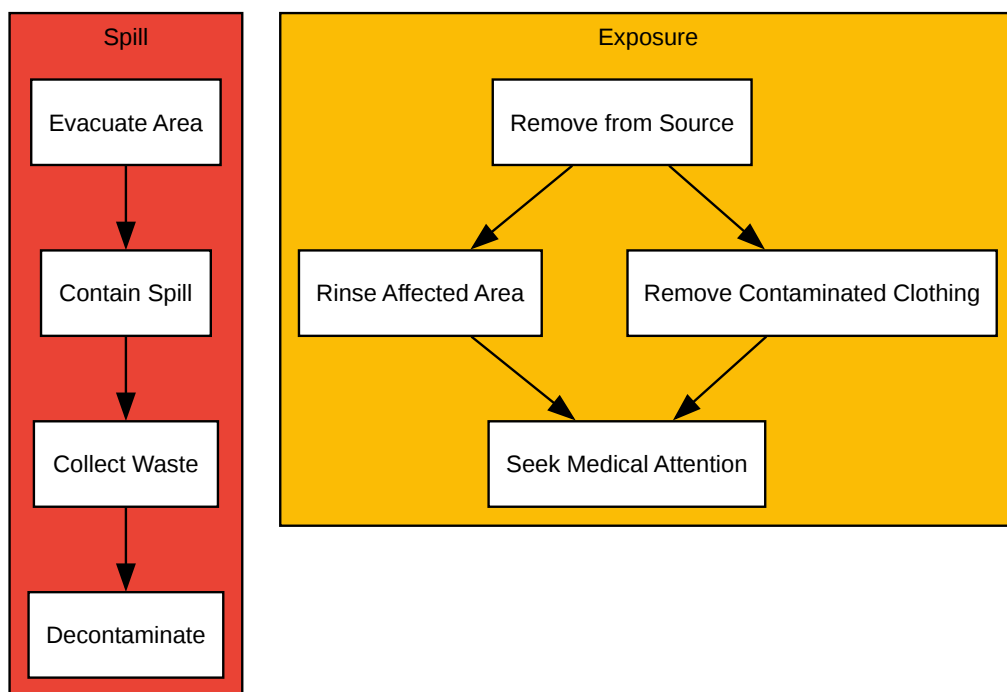 Spill
Evacuate Area
Contain Spill
Collect Waste
Decontaminate
Exposure
Remove from Source
Rinse Affected Area
Remove Contaminated Clothing
Seek Medical Attention